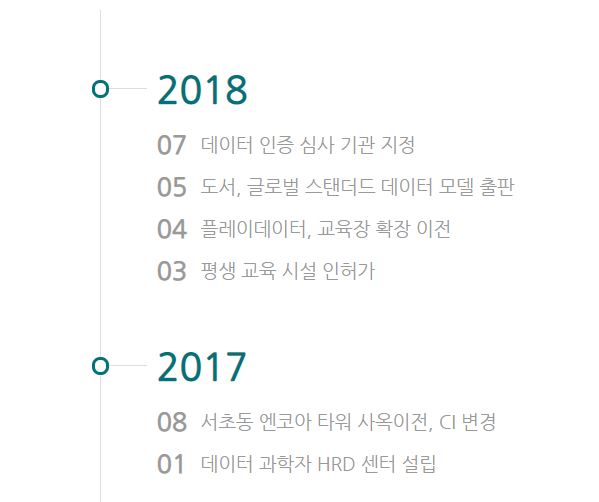 2018
07 데이터 인증 심사 기관 지정
05 도서, 글로벌 스탠더드 데이터 모델 출판
04 플레이데이터, 교육장 확장 이전
03 평생 교육 시설 인허가
2017
08 서초동 엔코아 타워 사옥이전, CI 변경
01 데이터 과학자 HRD 센터 설립